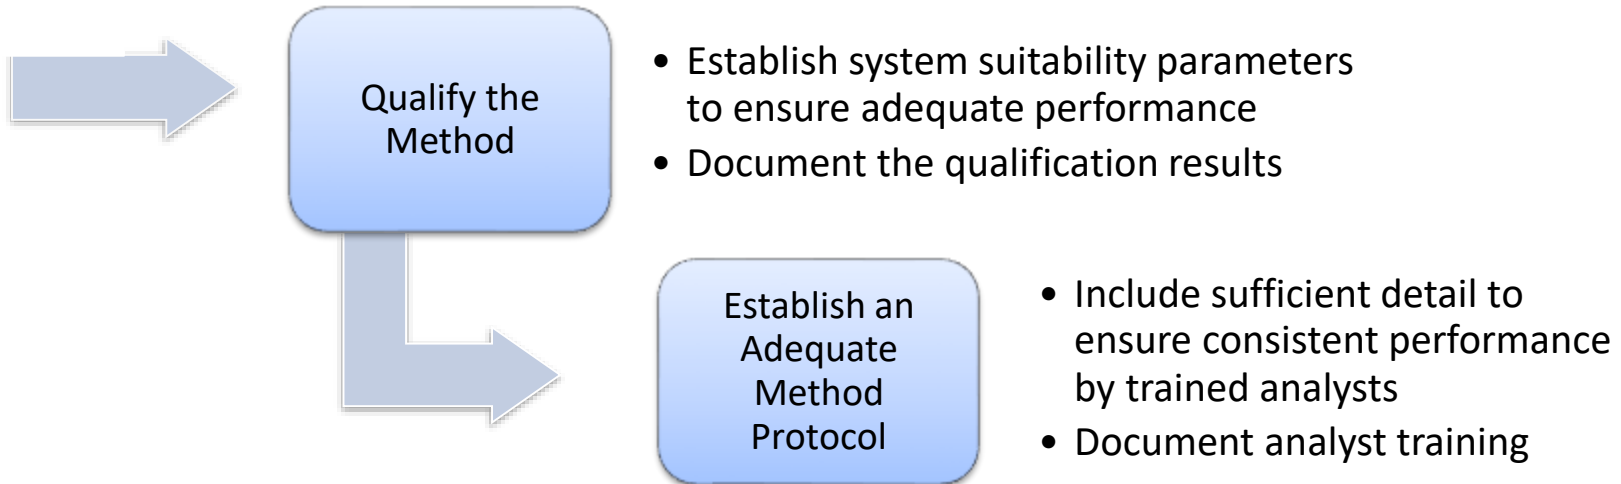 Qualify the
Method
• Establish system suitability parameters
to ensure adequate performance
• Document the qualification results
Establish an
Adequate
Method
Protocol
• Include sufficient detail to
ensure consistent performance
by trained analysts
• Document analyst training